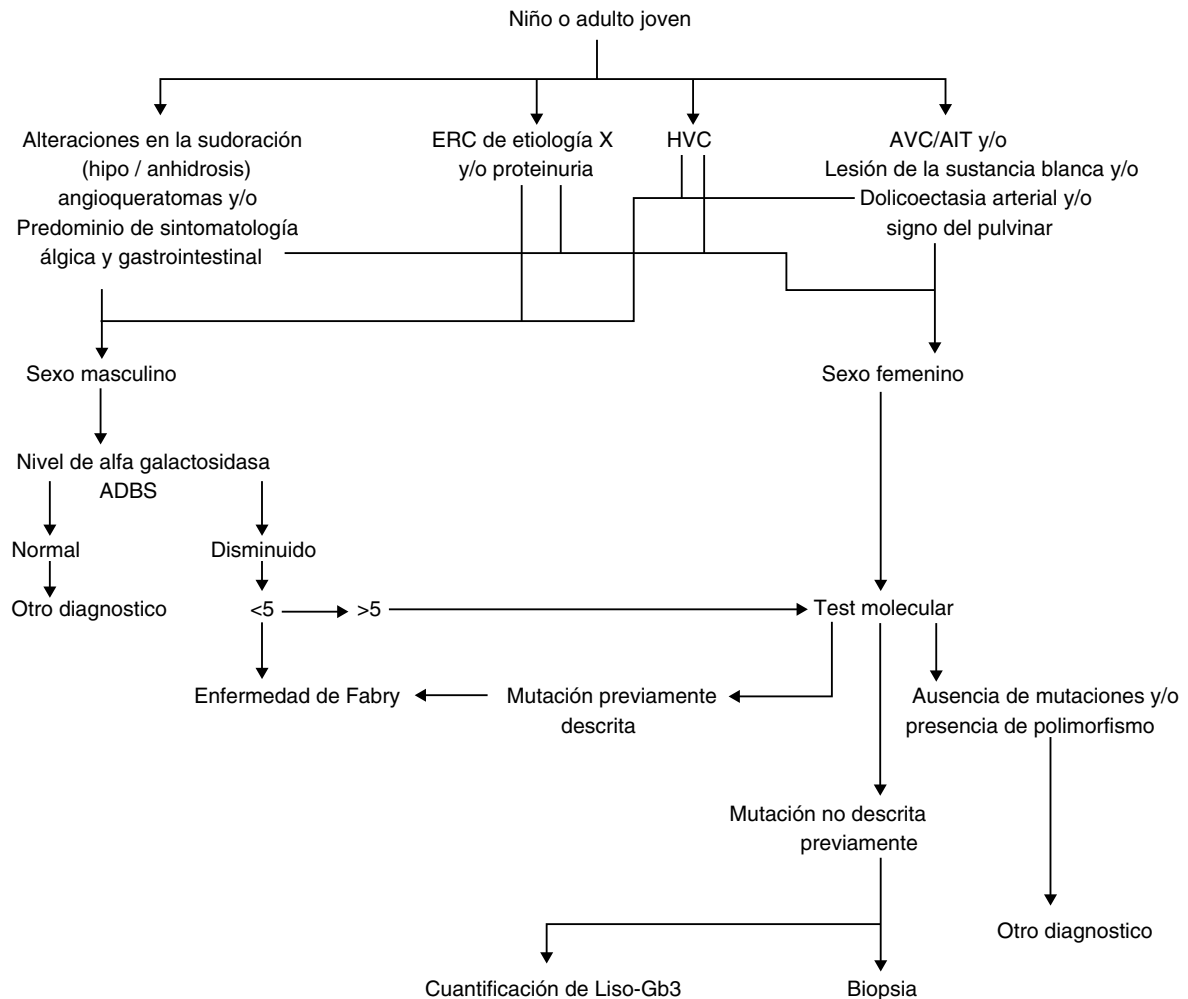 Niño o adulto joven
Alteraciones en la sudoración
(hipo / anhidrosis)
angioqueratomas y/o
Predominio de sintomatología
álgica y gastrointestinal
ERC de etiología X
y/o proteinuria
HVC
AVC/AIT y/o
Lesión de la sustancia blanca y/o
Dolicoectasia arterial y/o
signo del pulvinar
Sexo masculino
Sexo femenino
Nivel de alfa galactosidasa
ADBS
Normal
Disminuido
Otro diagnostico
<5
>5
Test molecular
Enfermedad de Fabry
Mutación previamente
descrita
Ausencia de mutaciones y/o
presencia de polimorfismo
Mutación no descrita
previamente
Otro diagnostico
Cuantificación de Liso-Gb3
Biopsia